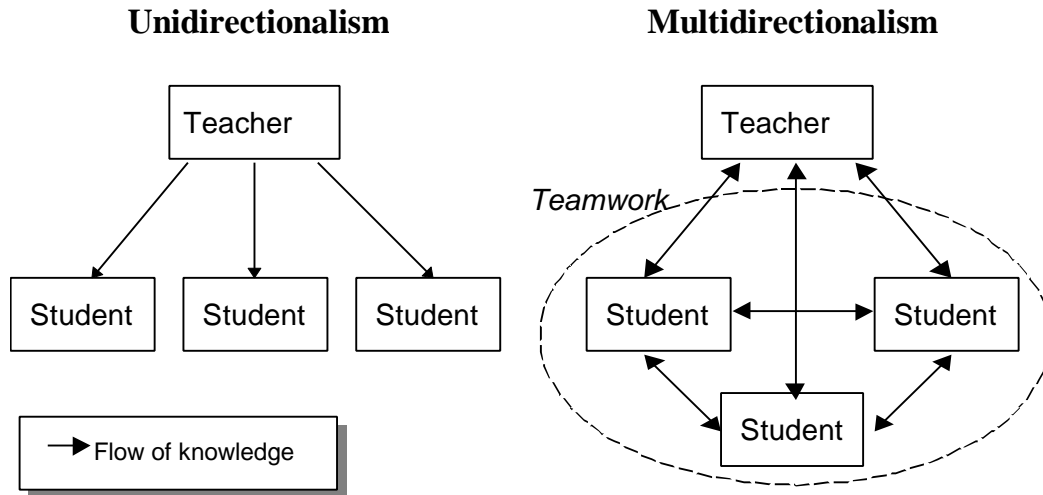 Unidirectionalism
Teacher
Student Student Student
Flow of knowledge
Multidirectionalism
Teacher
Teamwork
Student Student
Student